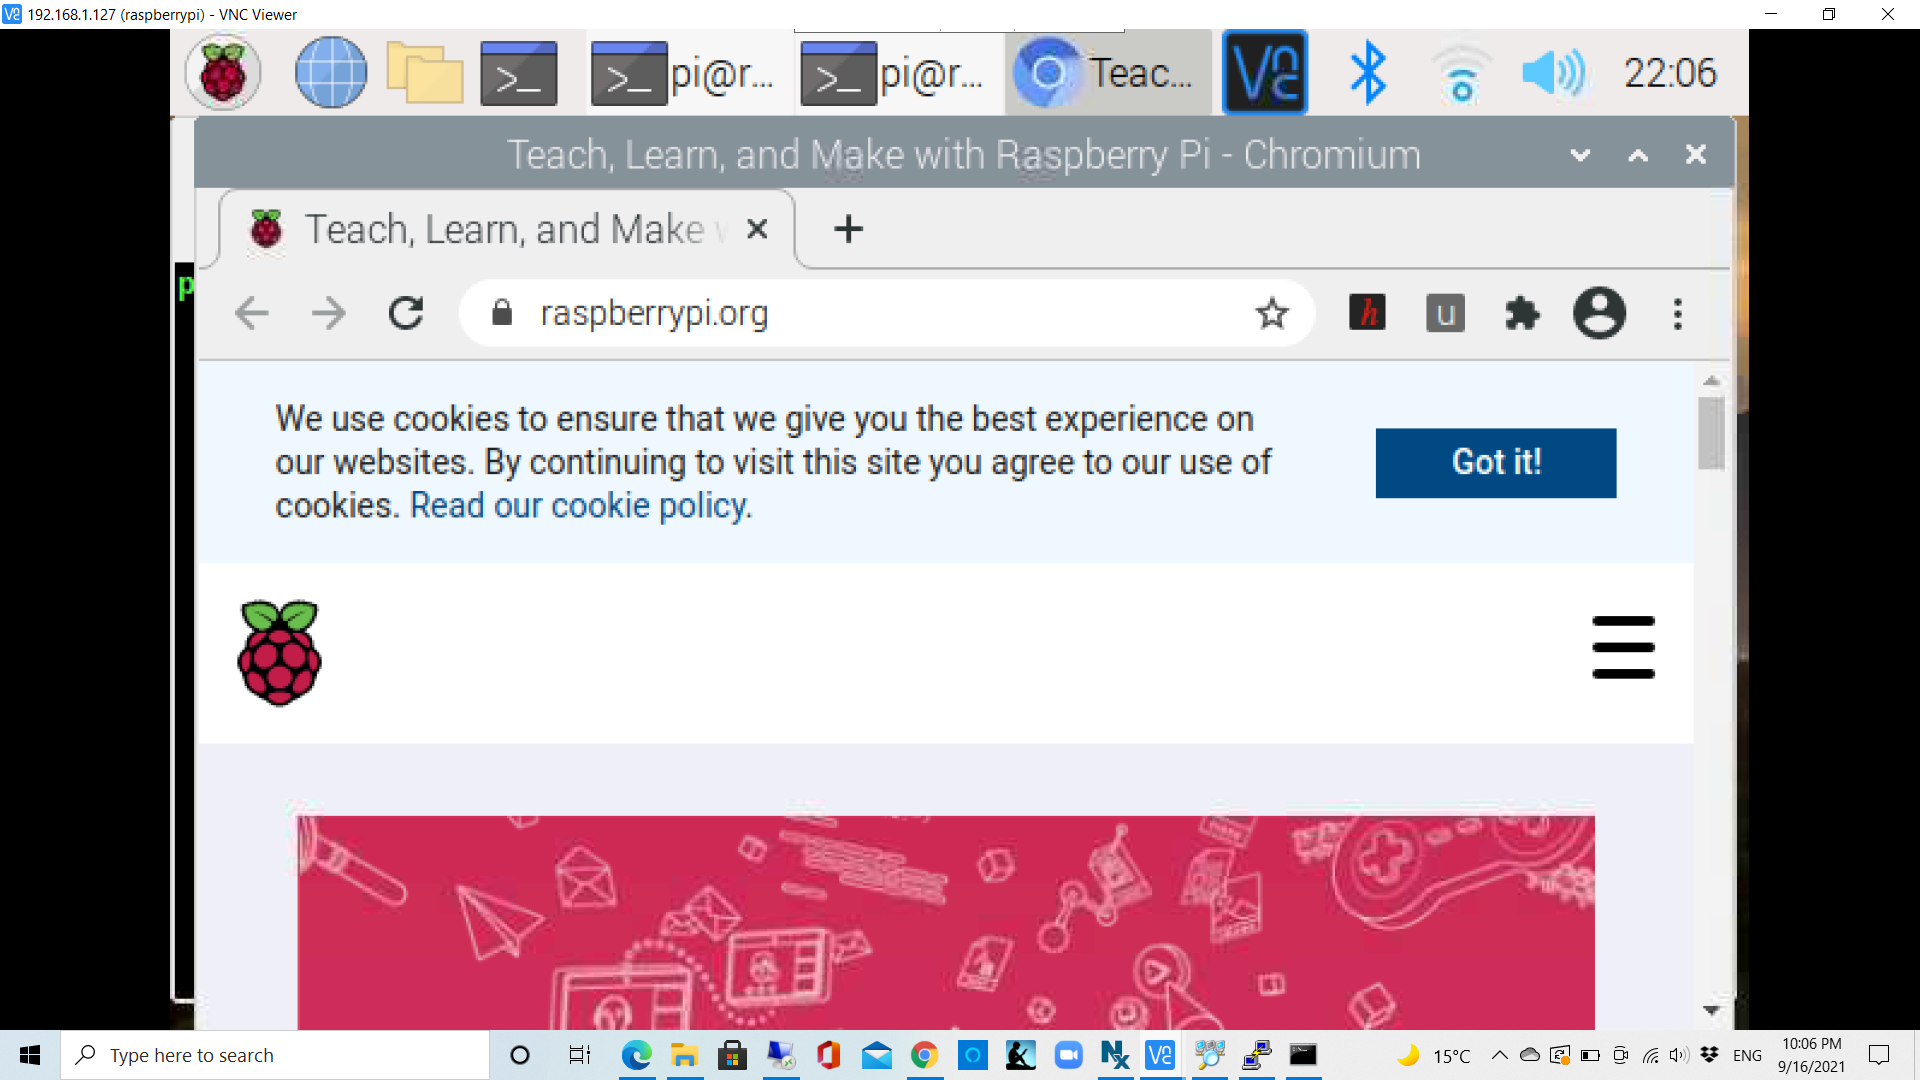 192.168.1.127 (raspberrypi) - VNC Viewer
pi@r... pi@r... Teac... 22:06
Teach, Learn, and Make with Raspberry Pi - Chromium
Teach, Learn, and Make
raspberrypi.org
We use cookies to ensure that we give you the best experience on
our websites. By continuing to visit this site you agree to our use of
cookies. Read our cookie policy.
Got it!
Type here to search
15°C
ENG
10:06 PM
9/16/2021